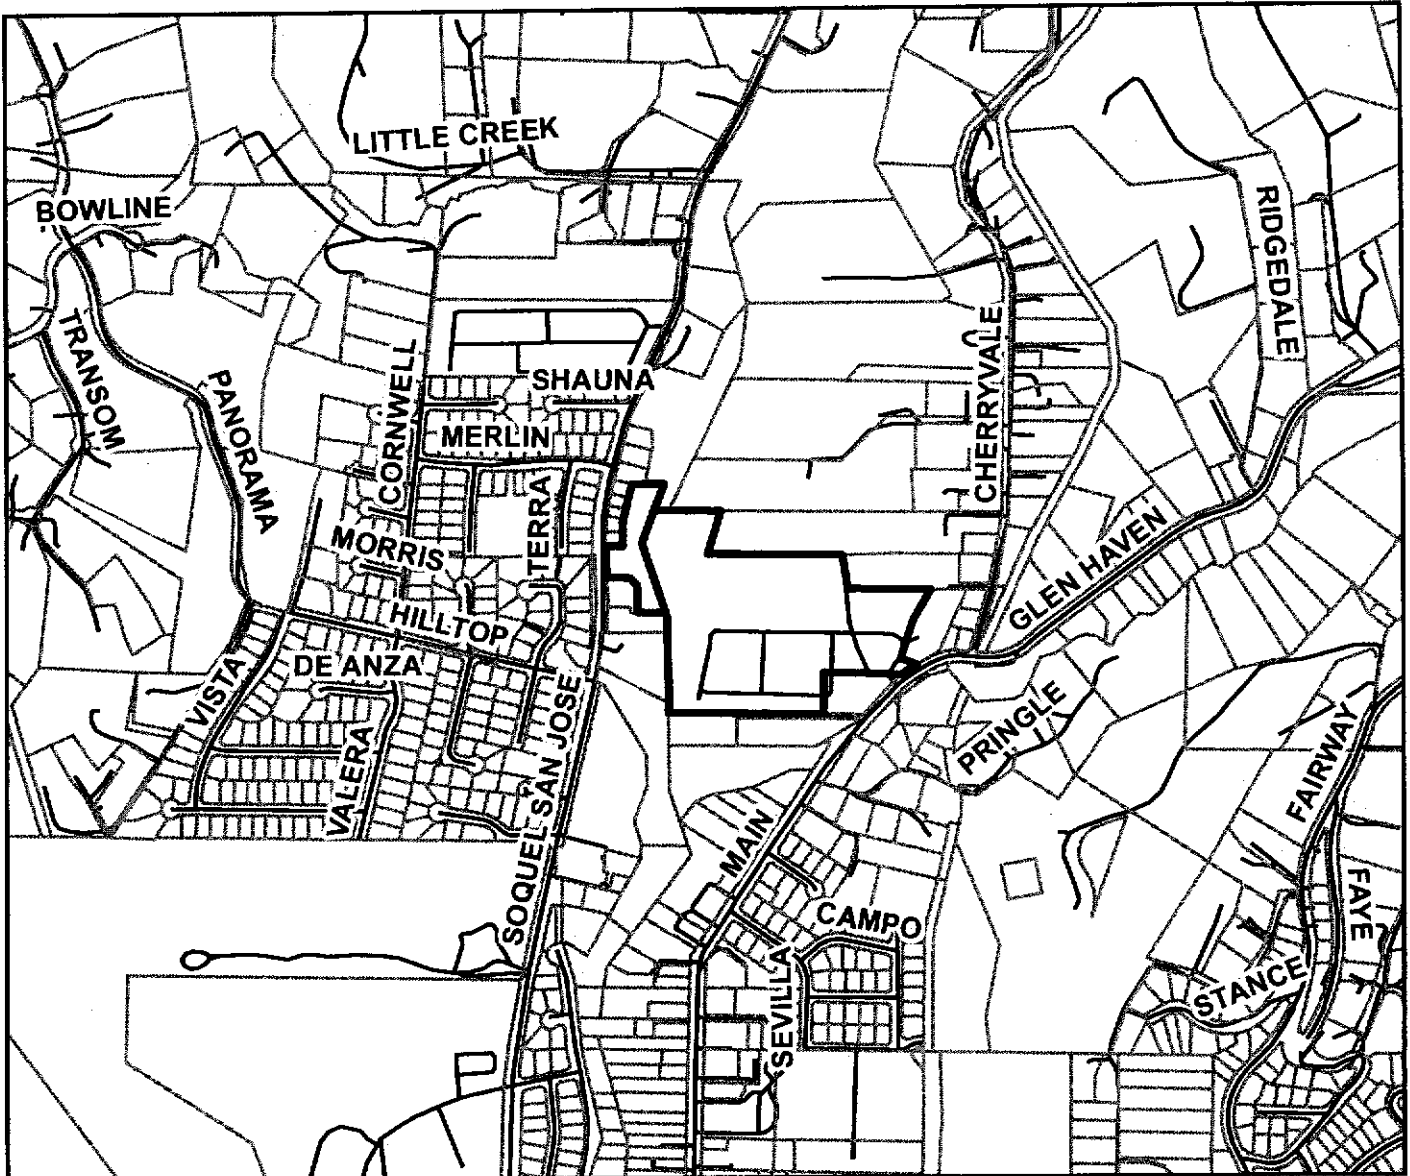 LITTLE CREEK
BOWLINE
RIDGEDALE
TRANSOM
PANORAMA
CORNWELL
SHAUNA
CHERRYVALE
MERLIN
TERRA
MORRIS
GLEN HAVEN
HILLTOP
DE ANZA
VISTA
SOQUEL SAN JOSE
PRINGLE
VALERA
FAIRWAY
MAIN
FAYE
CAMPO
SEVILLA
STANCE